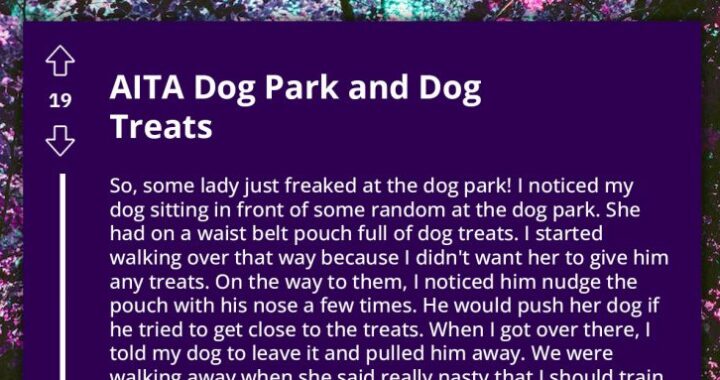 19
AITA Dog Park and Dog
Treats
So, some lady just freaked at the dog park! I noticed my
dog sitting in front of some random at the dog park. She
had on a waist belt pouch full of dog treats. I started
walking over that way because I didn't want her to give him
any treats. On the way to them, I noticed him nudge the
pouch with his nose a few times. He would push her dog if
he tried to get close to the treats. When I got over there, I
told my dog to leave it and pulled him away. We were
walking away when she said really nasty that I should train